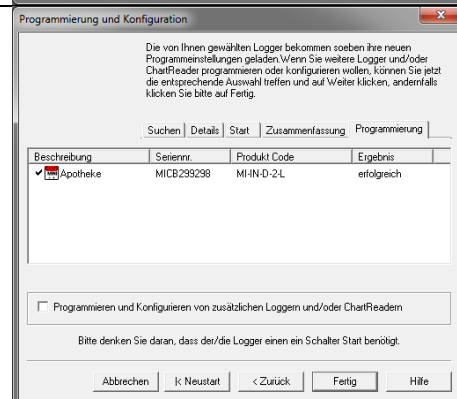 Programmierung und Konfiguration
Die von Ihnen gewählten Logger bekommen soeben ihre neuen
Programmeinstellungen geladen.Wenn Sie weitere Logger und/oder
ChartReader programmieren oder konfigurieren wollen, können Sie jetzt
die entsprechende Auswahl treffen und auf Weiter klicken, andernfalls
klicken Sie bitte auf Fertig.
Suchen Details Start Zusammenfassung Programmierung
Beschreibung Seriennr. Produkt Code Ergebnis
MINI Apotheke MICB299298 MI-IN-D-2-L erfolgreich
Programmieren und Konfigurieren von zusätzlichen Loggern und/oder ChartReadern
Bitte denken Sie daran, dass der/die Logger einen ein Schalter Start benötigt.
Abbrechen |< Neustart < Zurück Fertig Hilfe